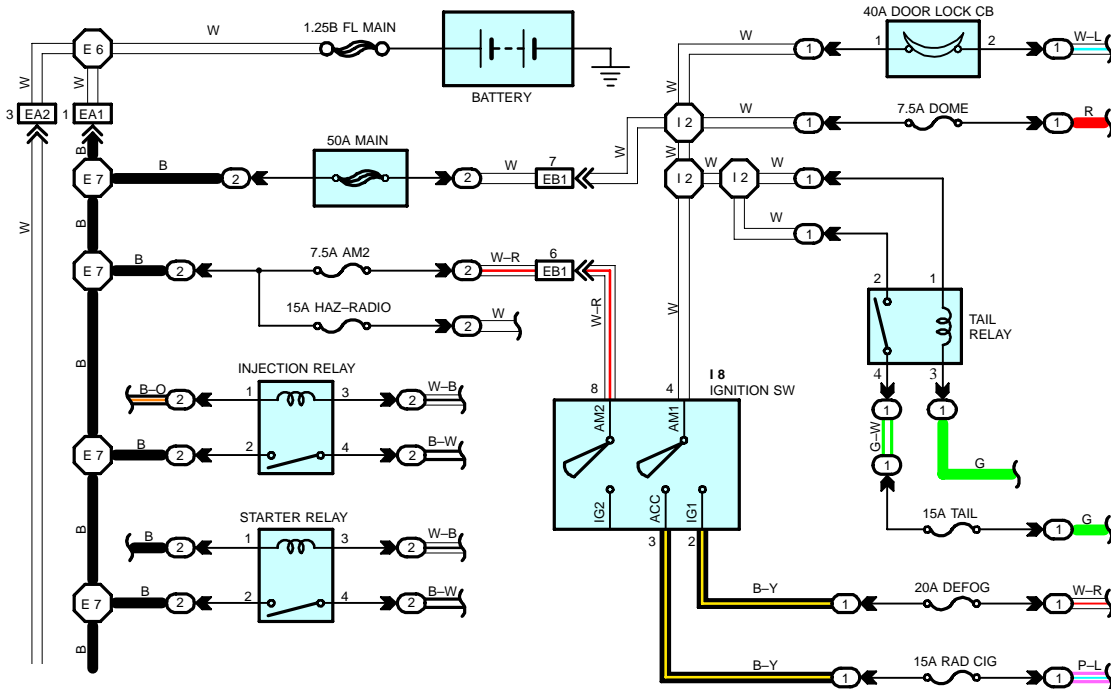 40A DOOR LOCK CB
1.25B FL MAIN
W
E 6
W
1 2
1
1
W–L
BATTERY
W
W
3 EA2
1 EA1
W
7.5A DOME
W
1
1
R
I 2
B
50A MAIN
7
W
W
B
2
2
W
EB1
E 7
I 2
W
I 2
W
1
W
1
W
B
7.5A AM2
W–R
6
E 7
2
2
EB1
2
1
15A HAZ–RADIO
W
2
W–R
W
TAIL
RELAY
B
4
3
INJECTION RELAY
I 8
IGNITION SW
B–O
2
1
3
2
W–B
8
4
1
1
AM2
AM1
G–W
E 7
B
2
2
4
2
B–W
1
G
IG2
ACC
IG1
B
STARTER RELAY
15A TAIL
1
G
B
2
1
3
2
W–B
3
2
E 7
B
2
2
4
2
B–W
B–Y
1
20A DEFOG
1
W–R
B
B–Y
1
15A RAD CIG
1
P–L